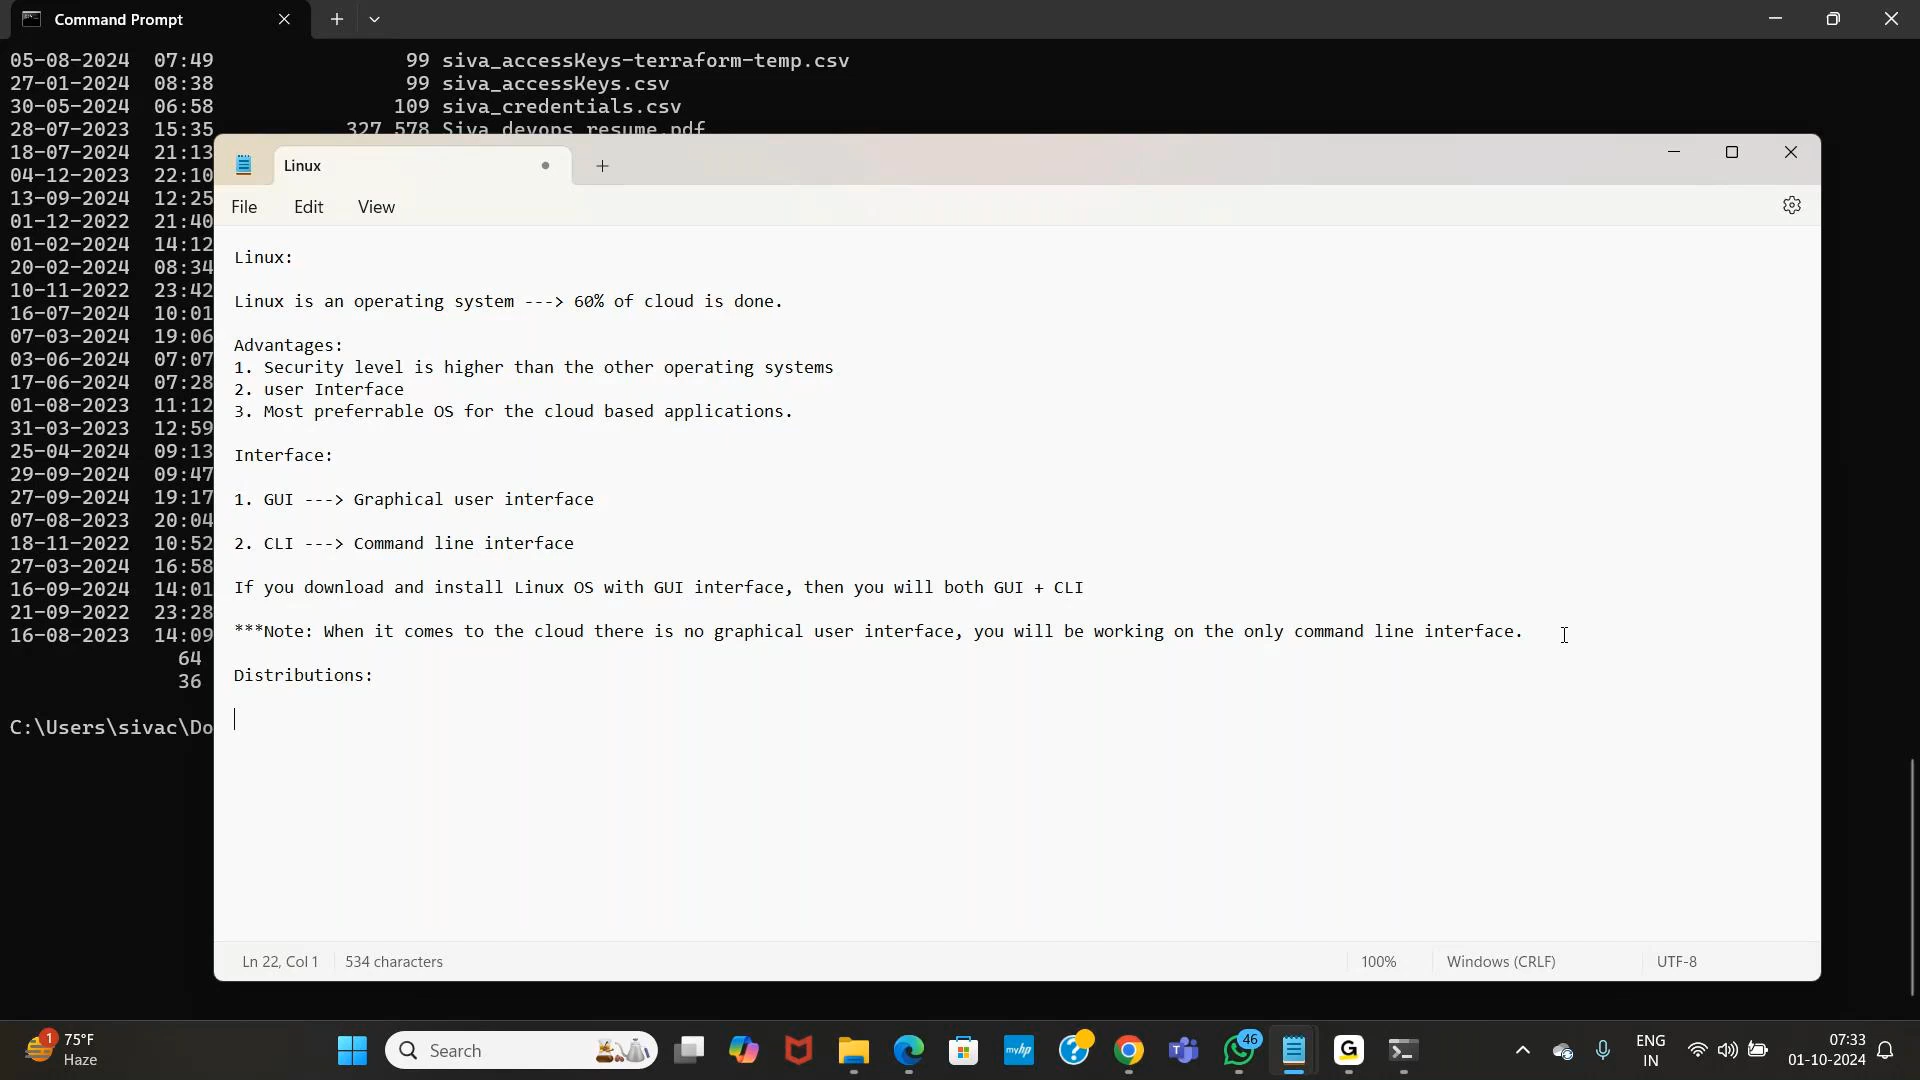 Command Prompt
05-08-2024  07:49                99 siva_accessKeys-terraform-temp.csv
27-01-2024  08:38                99 siva_accessKeys.csv
30-05-2024  06:58               109 siva_credentials.csv
28-07-2023  15:35           327 578 Siva devops resume.pdf
18-07-2024  21:13
04-12-2023  22:10
13-09-2024  12:25
01-12-2022  21:40
01-02-2024  14:12
20-02-2024  08:34
10-11-2022  23:42
16-07-2024  10:01
07-03-2024  19:06
03-06-2024  07:07
17-06-2024  07:28
01-08-2023  11:12
31-03-2023  12:59
25-04-2024  09:13
29-09-2024  09:47
27-09-2024  19:17
07-08-2023  20:04
18-11-2022  10:52
27-03-2024  16:58
16-09-2024  14:01
21-09-2022  23:28
16-08-2023  14:09
64
36
C:\Users\sivac\Do
Linux
File  Edit  View
Linux:
Linux is an operating system ---> 60% of cloud is done.
Advantages:
1. Security level is higher than the other operating systems
2. user Interface
3. Most preferrable OS for the cloud based applications.
Interface:
1. GUI ---> Graphical user interface
2. CLI ---> Command line interface
If you download and install Linux OS with GUI interface, then you will both GUI + CLI
***Note: When it comes to the cloud there is no graphical user interface, you will be working on the only command line interface.
Distributions:
Ln 22, Col 1  534 characters  100%  Windows (CRLF)  UTF-8
1
75°F
Haze
Search
myhp
46
G
ENG
IN
07:33
01-10-2024